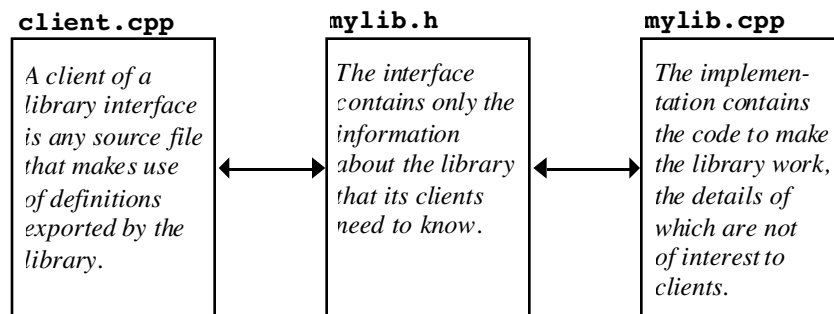 client.cpp
A client of a
library interface
is any source file
that makes use
of definitions
exported by the
library.
mylib.h
The interface
contains only the
information
about the library
that its clients
need to know.
mylib.cpp
The implemen-
tation contains
the code to make
the library work,
the details of
which are not
of interest to
clients.